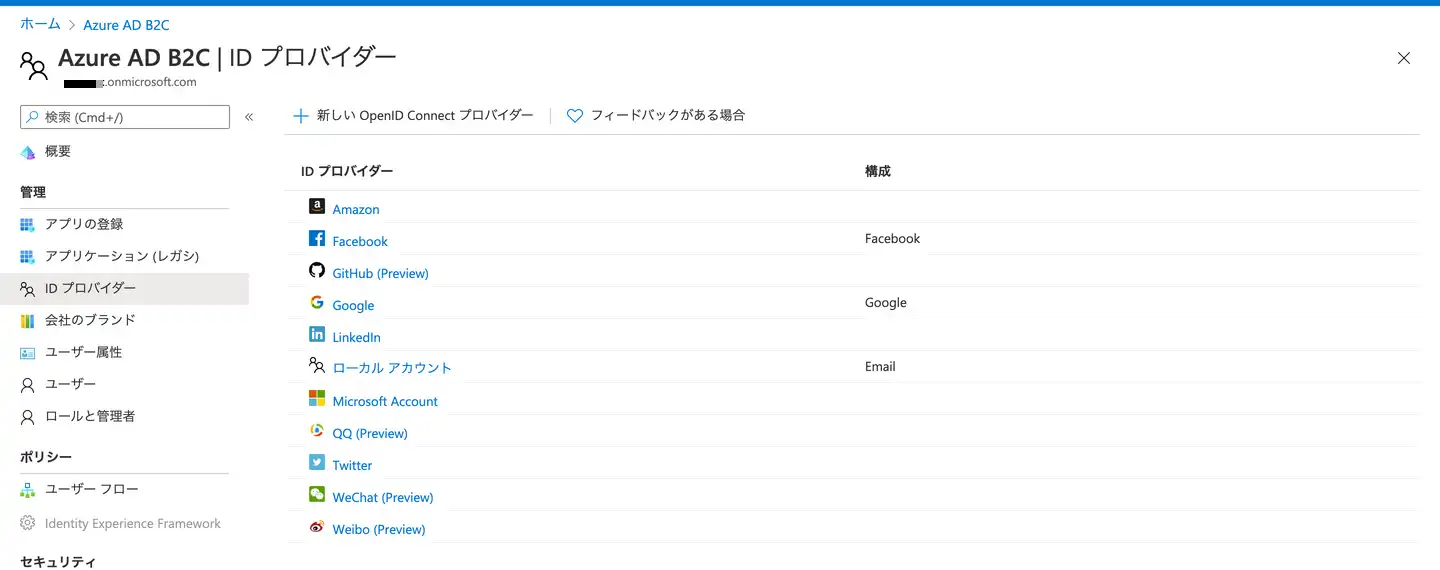 ホーム > Azure AD B2C
Azure AD B2C | ID プロバイダー
.onmicrosoft.com
検索 (Cmd+/)
«
概要
管理
アプリの登録
アプリケーション (レガシ)
ID プロバイダー
会社のブランド
ユーザー属性
ユーザー
ロールと管理者
ポリシー
ユーザー フロー
Identity Experience Framework
セキュリティ
新しい OpenID Connect プロバイダー
フィードバックがある場合
ID プロバイダー 構成
Amazon
Facebook Facebook
GitHub (Preview)
Google Google
LinkedIn
ローカル アカウント Email
Microsoft Account
QQ (Preview)
Twitter
WeChat (Preview)
Weibo (Preview)